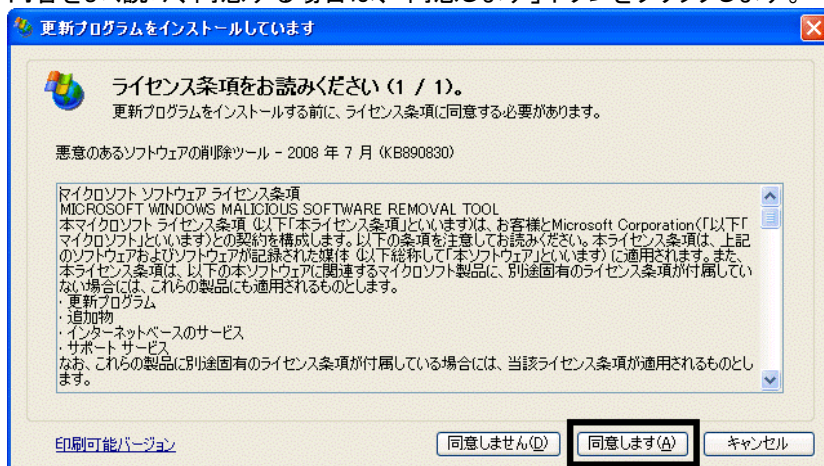 更新プログラムをインストールしています
ライセンス条項をお読みください (1 / 1)。
更新プログラムをインストールする前に、ライセンス条項に同意する必要があります。
悪意のあるソフトウェアの削除ツール - 2008 年 7 月 (KB890830)
マイクロソフト ソフトウェア ライセンス条項
MICROSOFT WINDOWS MALICIOUS SOFTWARE REMOVAL TOOL
本マイクロソフト ライセンス条項 (以下「本ライセンス条項」といいます)は、お客様とMicrosoft Corporation(「以下「
マイクロソフト」といいます)との契約を構成します。以下の条項を注意してお読みください。本ライセンス条項は、上記
のソフトウェアおよびソフトウェアが記録された媒体 (以下総称して「本ソフトウェア」といいます) に適用されます。また、
本ライセンス条項は、以下の本ソフトウェアに関連するマイクロソフト製品に、別途固有のライセンス条項が付属してい
ない場合には、これらの製品にも適用されるものとします。
・更新プログラム
・追加物
・インターネットベースのサービス
・サポート サービス
なお、これらの製品に別途固有のライセンス条項が付属している場合には、当該ライセンス条項が適用されるものとし
ます。
印刷可能バージョン
同意しません(D)
同意します(A)
キャンセル